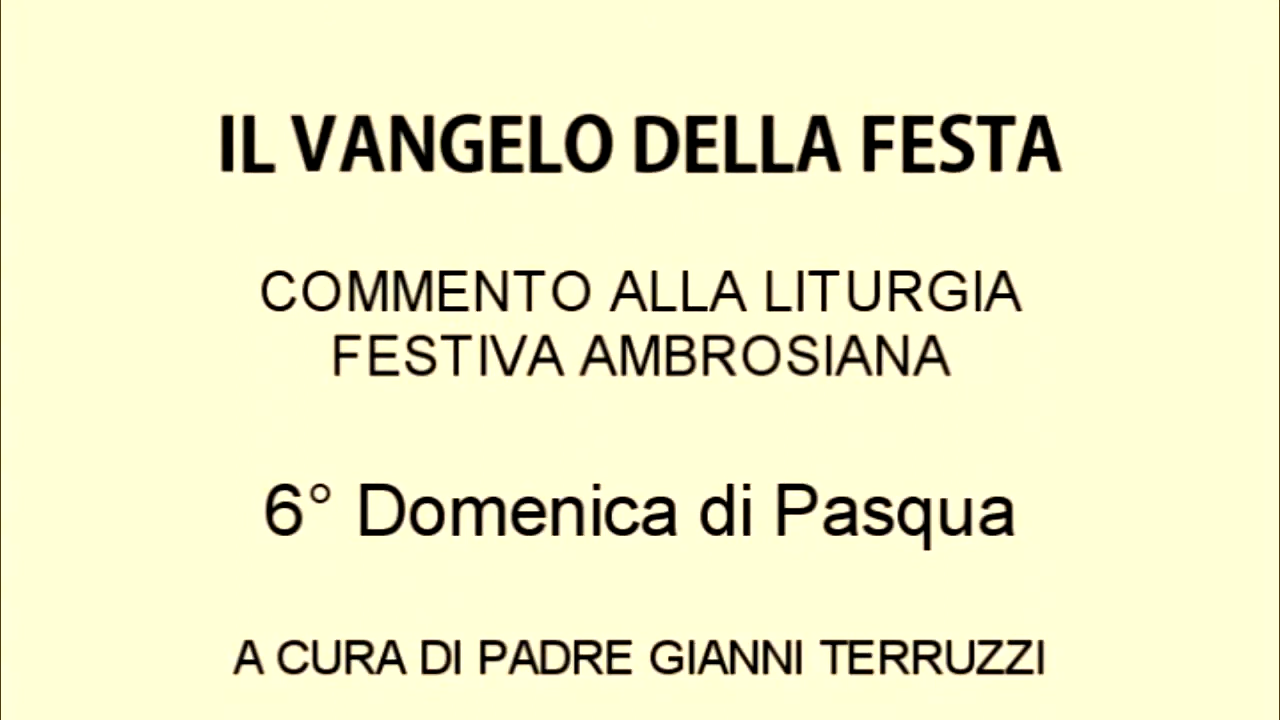 IL VANGELO DELLA FESTA
COMMENTO ALLA LITURGIA
FESTIVA AMBROSIANA
6° Domenica di Pasqua
A CURA DI PADRE GIANNI TERRUZZI